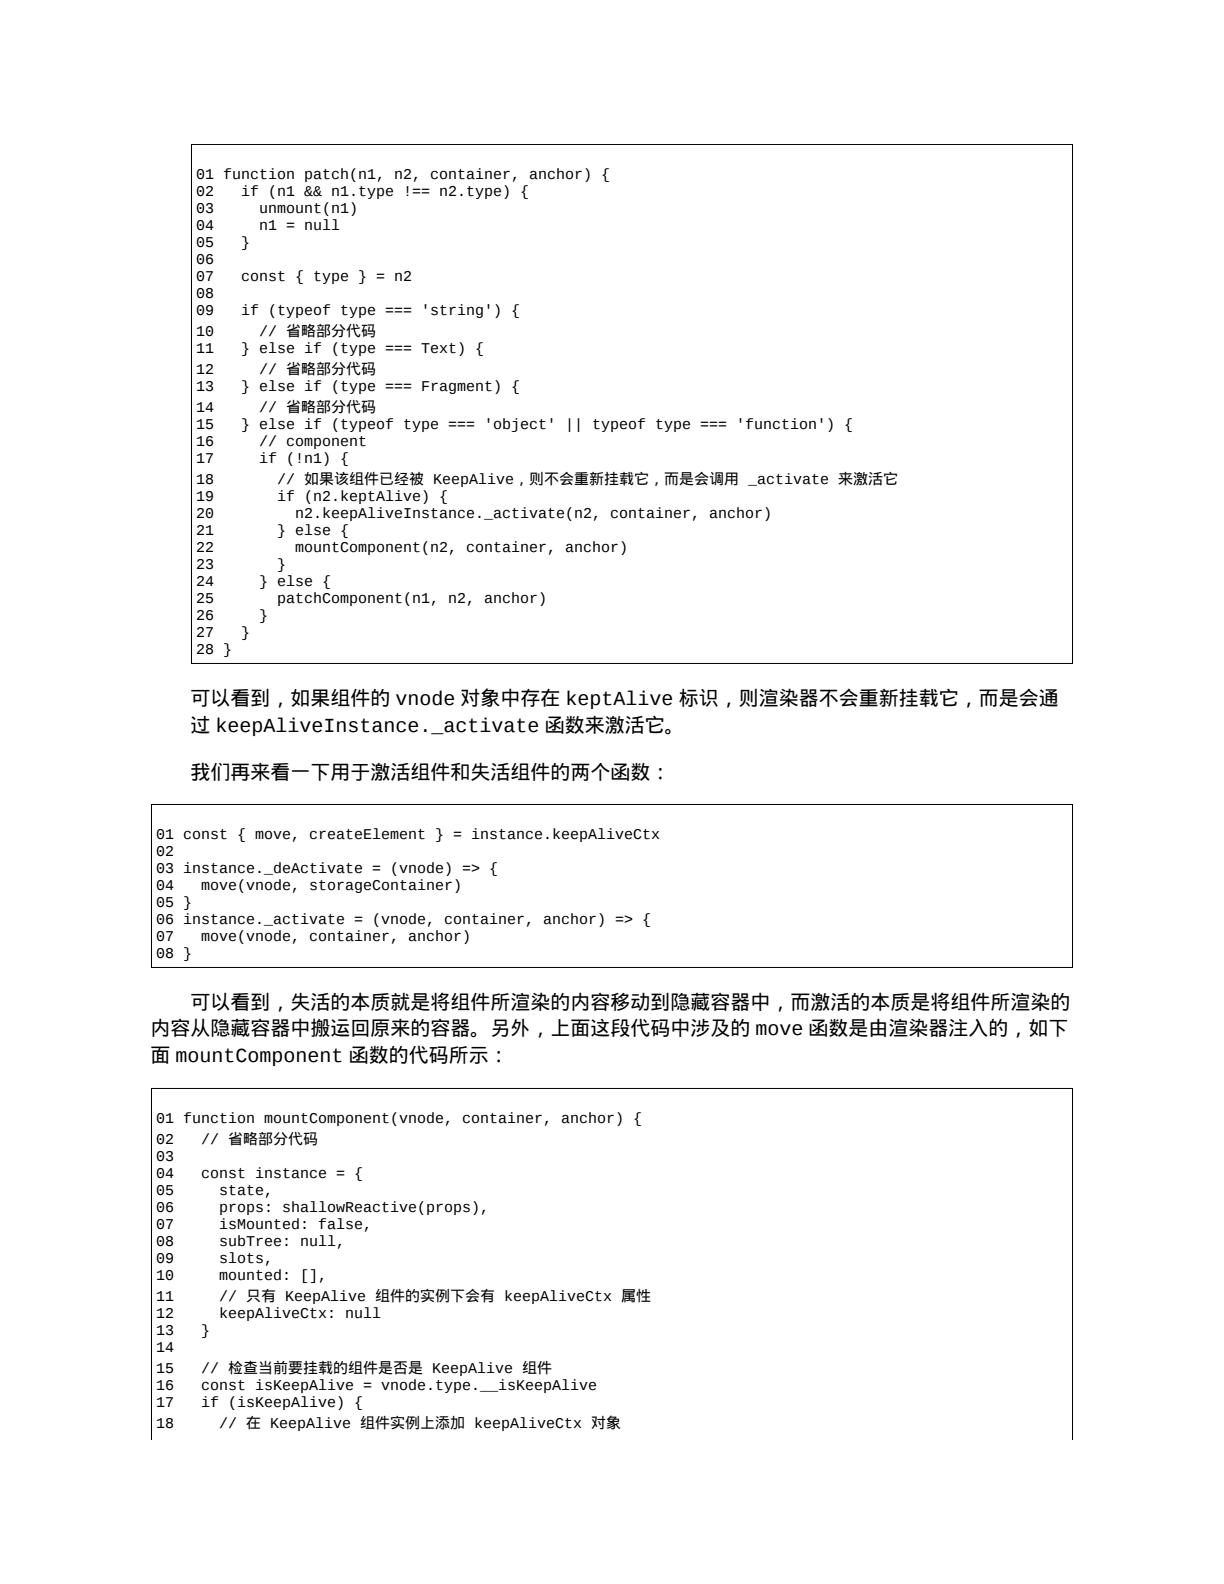 01 function patch(n1, n2, container, anchor) {
02   if (n1 && n1.type !== n2.type) {
03     unmount(n1)
04     n1 = null
05   }
06
07   const { type } = n2
08
09   if (typeof type === 'string') {
10     // 省略部分代码
11   } else if (type === Text) {
12     // 省略部分代码
13   } else if (type === Fragment) {
14     // 省略部分代码
15   } else if (typeof type === 'object' || typeof type === 'function') {
16     // component
17     if (!n1) {
18       // 如果该组件已经被 KeepAlive，则不会重新挂载它，而是会调用 _activate 来激活它
19       if (n2.keptAlive) {
20         n2.keepAliveInstance._activate(n2, container, anchor)
21       } else {
22         mountComponent(n2, container, anchor)
23       }
24     } else {
25       patchComponent(n1, n2, anchor)
26     }
27   }
28 }
可以看到，如果组件的 vnode 对象中存在 keptAlive 标识，则渲染器不会重新挂载它，而是会通
过 keepAliveInstance._activate 函数来激活它。
我们再来看一下用于激活组件和失活组件的两个函数：
01 const { move, createElement } = instance.keepAliveCtx
02
03 instance._deActivate = (vnode) => {
04   move(vnode, storageContainer)
05 }
06 instance._activate = (vnode, container, anchor) => {
07   move(vnode, container, anchor)
08 }
可以看到，失活的本质就是将组件所渲染的内容移动到隐藏容器中，而激活的本质是将组件所渲染的
内容从隐藏容器中搬运回原来的容器。另外，上面这段代码中涉及的 move 函数是由渲染器注入的，如下
面 mountComponent 函数的代码所示：
01 function mountComponent(vnode, container, anchor) {
02   // 省略部分代码
03
04   const instance = {
05     state,
06     props: shallowReactive(props),
07     isMounted: false,
08     subTree: null,
09     slots,
10     mounted: [],
11     // 只有 KeepAlive 组件的实例下会有 keepAliveCtx 属性
12     keepAliveCtx: null
13   }
14
15   // 检查当前要挂载的组件是否是 KeepAlive 组件
16   const isKeepAlive = vnode.type.__isKeepAlive
17   if (isKeepAlive) {
18     // 在 KeepAlive 组件实例上添加 keepAliveCtx 对象